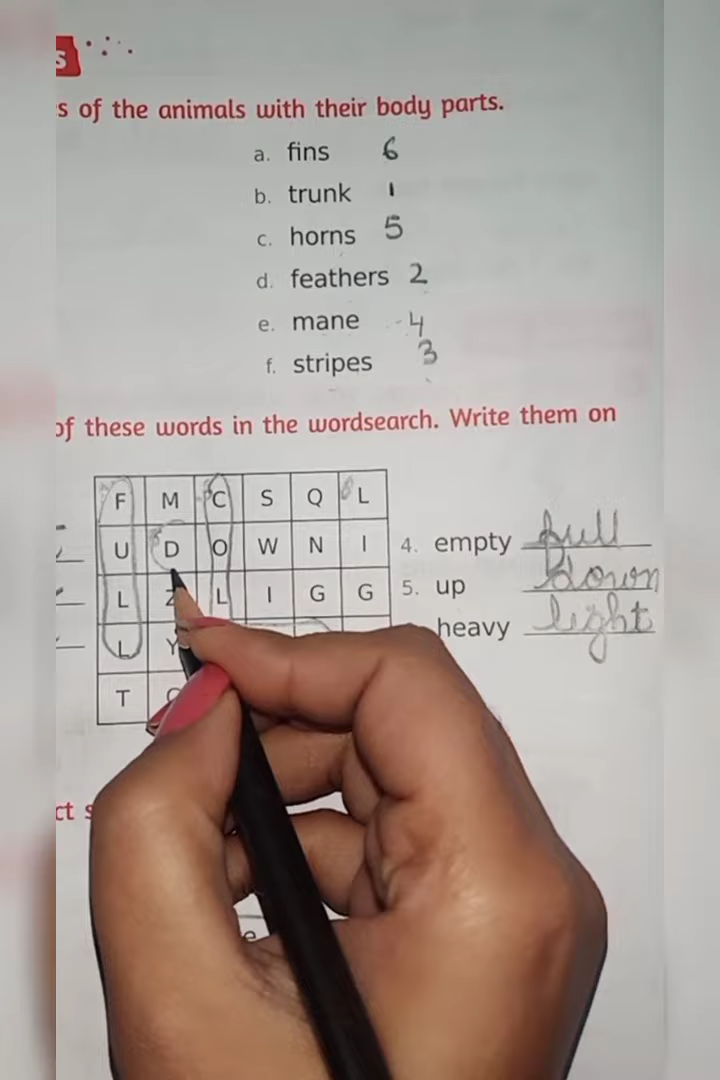 s
s of the animals with their body parts.
a. fins 6
b. trunk 1
c. horns 5
d. feathers 2
e. mane 4
f. stripes 3
of these words in the wordsearch. Write them on
F M C S Q L
U D O W N I
L Z L I G G
L Y
T
4. empty full
5. up down
heavy light
ct s
e